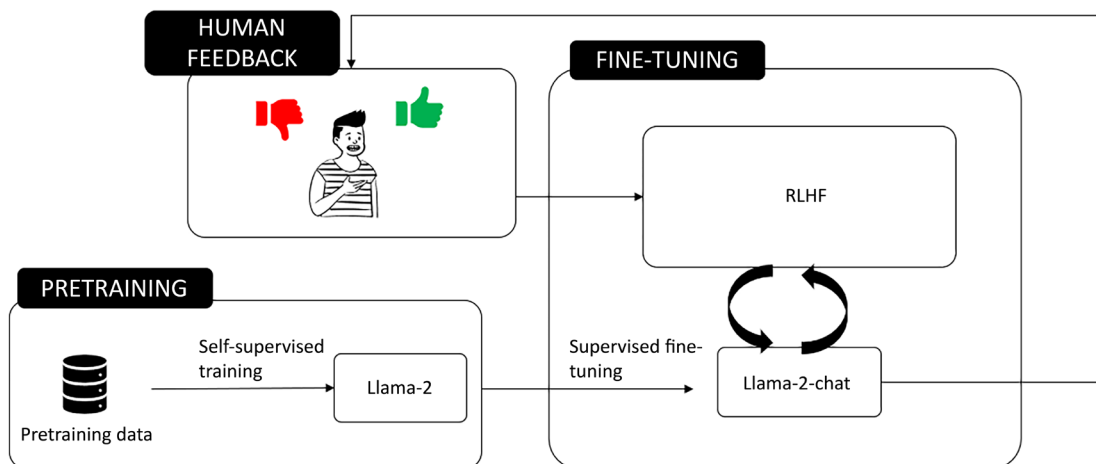 HUMAN
FEEDBACK
FINE-TUNING
RLHF
PRETRAINING
Self-supervised
training
Llama-2
Pretraining data
Supervised fine-
tuning
Llama-2-chat